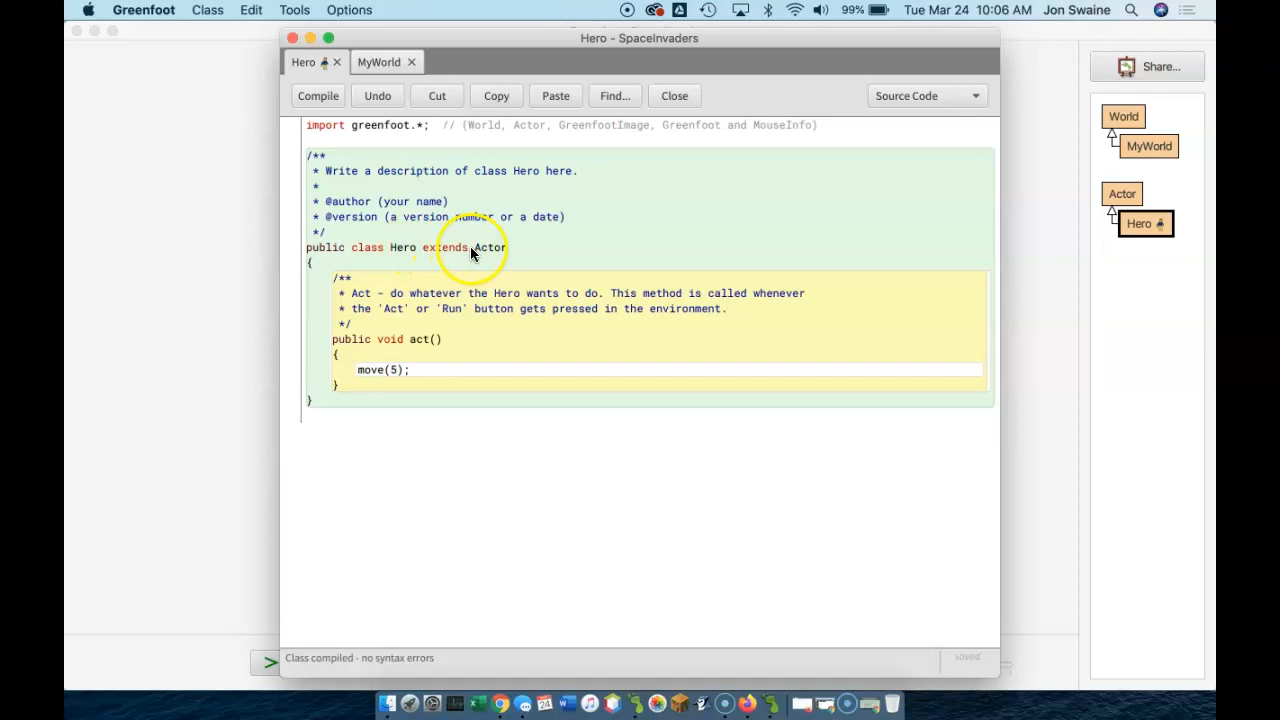 Greenfoot Class Edit Tools Options 99% Tue Mar 24 10:06 AM Jon Swaine
Hero - SpaceInvaders
Hero MyWorld
Share...
Compile Undo Cut Copy Paste Find... Close Source Code
import greenfoot.*;  // (World, Actor, GreenfootImage, Greenfoot and MouseInfo)
World
MyWorld
/**
* Write a description of class Hero here.
*
* @author (your name)
* @version (a version number or a date)
*/
public class Hero extends Actor
{
Actor
Hero
/**
* Act - do whatever the Hero wants to do. This method is called whenever
* the 'Act' or 'Run' button gets pressed in the environment.
*/
public void act()
{
move(5);
}
}
Class compiled - no syntax errors
saved